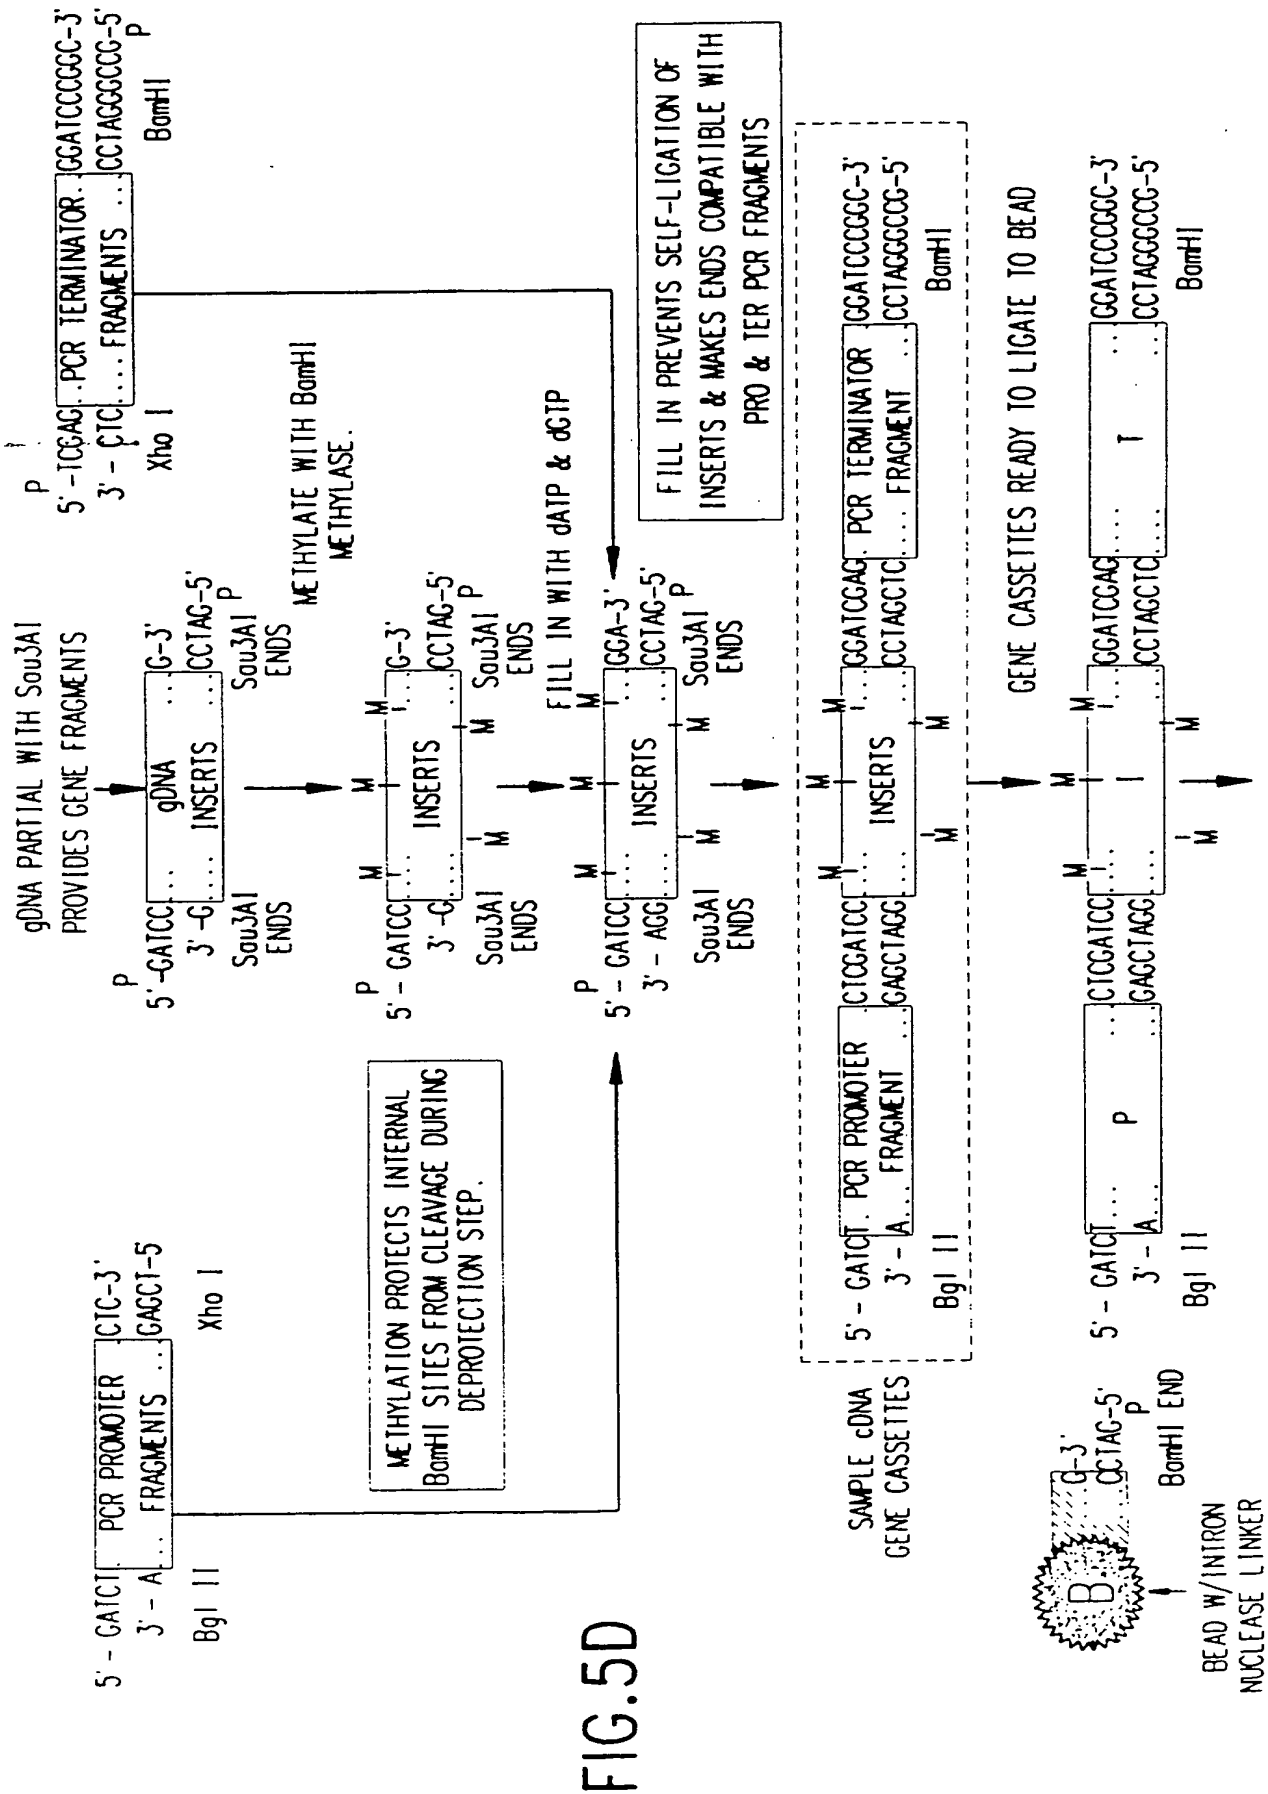 gDNA PARTIAL WITH Sau3AI
PROVIDES GENE FRAGMENTS
5' - GATCT. PCR PROMOTER .CTC-3'
3' - A.... FRAGMENTS ...GAGCT-5'
Bgl II
Xho I
P
5' -GATCC... gDNA ...G-3'
3' -G.... INSERTS ...CCTAG-5'
P
Sau3AI
ENDS
Sau3AI
ENDS
P
5' -TCGAG..PCR TERMINATOR..GGATCCCGGC-3'
3' - CTC.... FRAGMENTS ...CCTAGGGCCG-5'
P
Xho I
BamHI
METHYLATE WITH BamHI
METHYLASE.
METHYLATION PROTECTS INTERNAL
BamHI SITES FROM CLEAVAGE DURING
DEPROTECTION STEP.
M M M
P
5' - GATCC... INSERTS ...G-3'
3' -G.... ...CCTAG-5'
P
M M
Sau3AI
ENDS
Sau3AI
ENDS
FILL IN WITH dATP & dGTP
M M M
P
5' - GATCC... INSERTS ...GGA-3'
3' - AGG.... ...CCTAG-5'
P
M M
Sau3AI
ENDS
Sau3AI
ENDS
FILL IN PREVENTS SELF-LIGATION OF
INSERTS & MAKES ENDS COMPATIBLE WITH
PRO & TER PCR FRAGMENTS
SAMPLE cDNA
GENE CASSETTES
M M M
5' - GATCT.. PCR PROMOTER ..CTCGATCC... INSERTS ...GGATCGAG. PCR TERMINATOR ..GGATCCCGGC-3'
3' - A.... FRAGMENT ...GAGCTAGG.... ...CCTAGCTC.... FRAGMENT ...CCTAGGGCCG-5'
M M
Bgl II
BamHI
GENE CASSETTES READY TO LIGATE TO BEAD
M M M
B ...G-3'
...CCTAG-5'
P
BamHI END
5' - GATCT.... P ...CTCGATCC... I ...GGATCGAG.... T ..GGATCCCGGC-3'
3' - A.... ...GAGCTAGG.... ...CCTAGCTC.... ...CCTAGGGCCG-5'
M M
Bgl II
BamHI
BEAD W/INTRON
NUCLEASE LINKER
FIG.5D